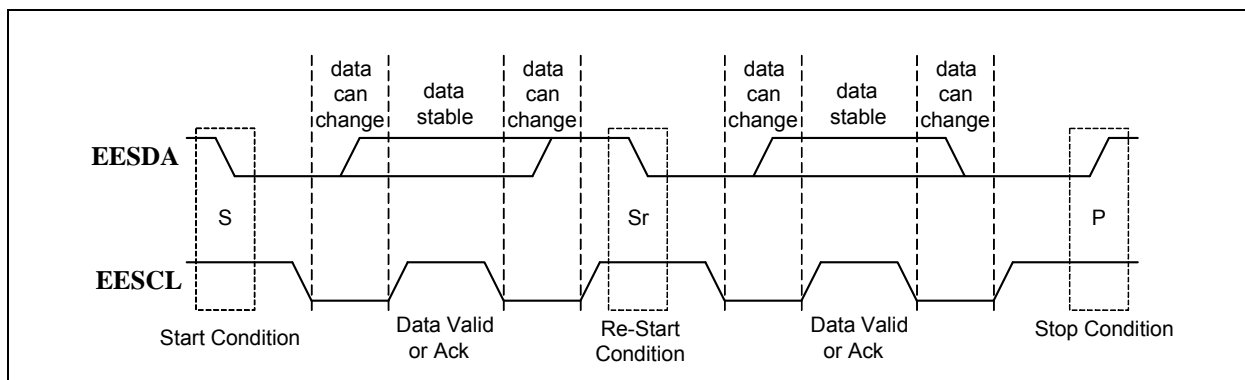 data
can
change
data
stable
data
can
change
data
can
change
data
stable
data
can
change
EESDA
S
Sr
P
EESCL
Start Condition
Data Valid
or Ack
Re-Start
Condition
Data Valid
or Ack
Stop Condition